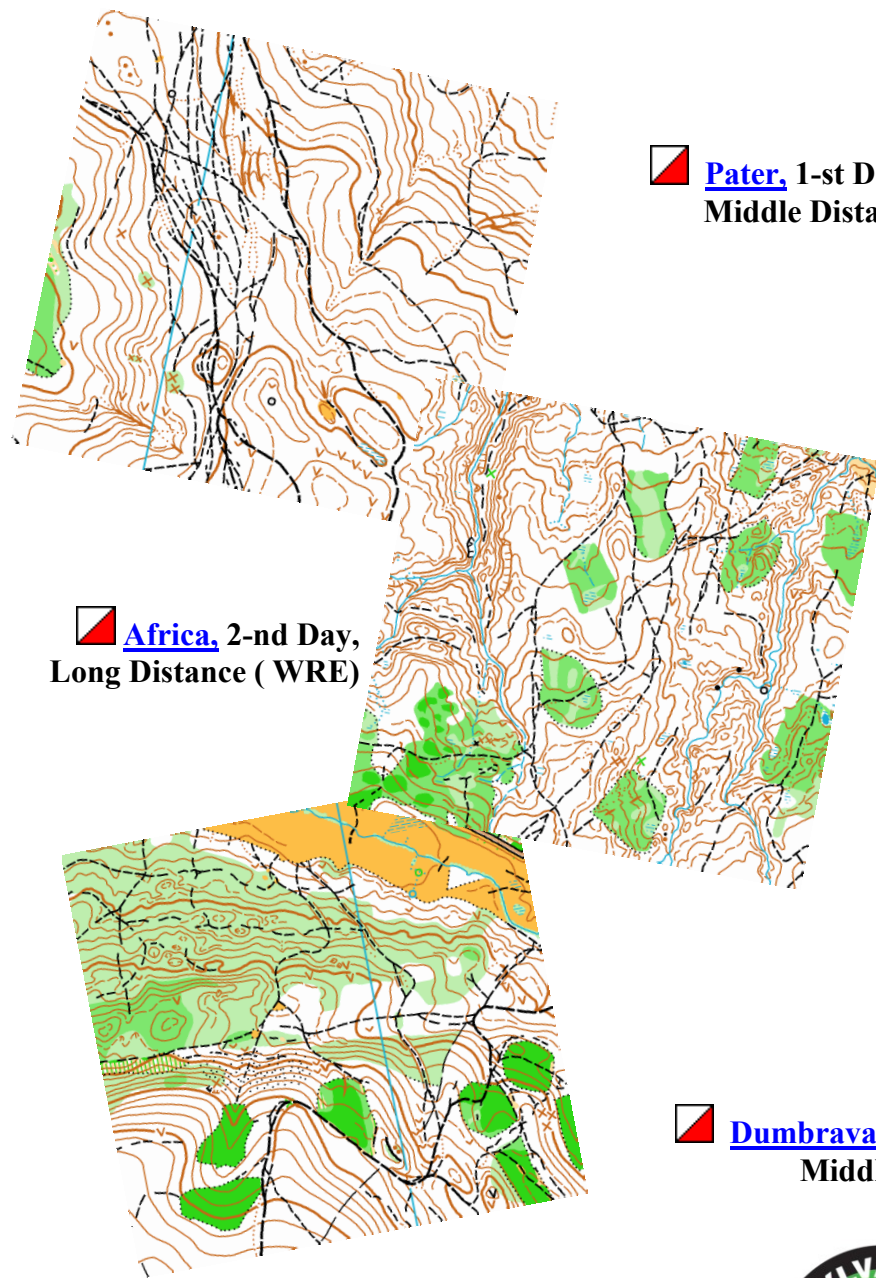 Pater, 1-st D
Middle Dista
Africa, 2-nd Day,
Long Distance ( WRE)
Dumbrava
Middl